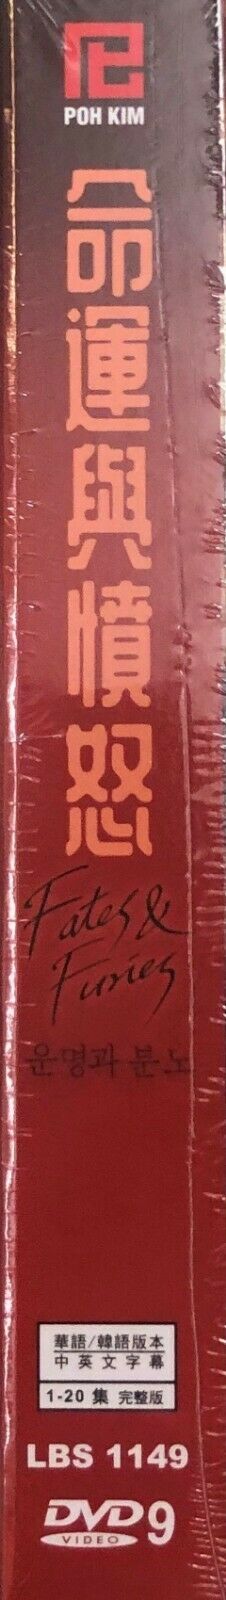 POH KIM
命運與憤怒
Fates &
Furies
운명과 분노
華語/韓語版本
中英文字幕
1-20 集 完整版
LBS 1149
DVD 9
VIDEO